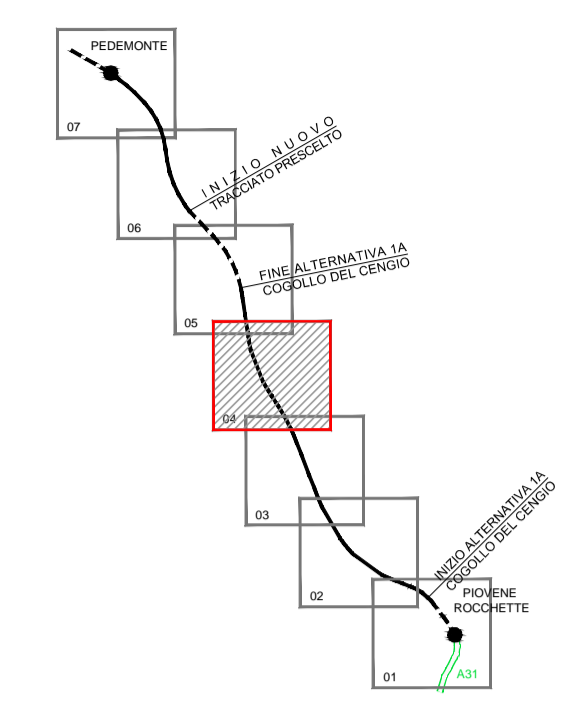 PEDEMONTE
07
INIZIO NUOVO
TRACCIATO PRESCELTO
06
FINE ALTERNATIVA 1A
COGOLLO DEL CENGIO
05
04
03
INIZIO ALTERNATIVA 1A
COGOLLO DEL CENGIO
02
PIOVENE
ROCCHETTE
01
A31